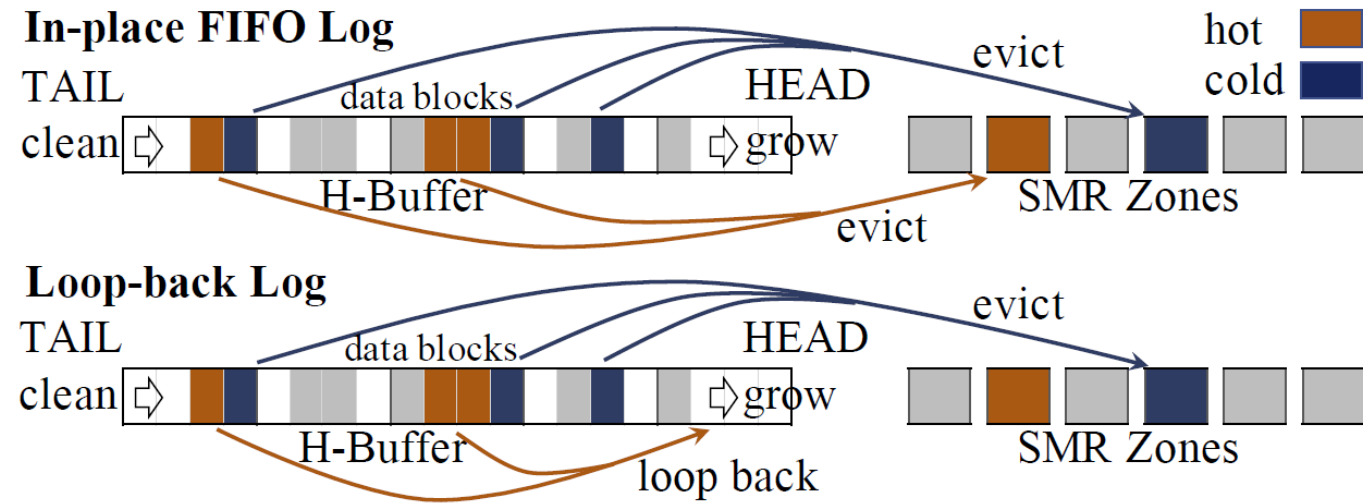 In-place FIFO Log
evict
hot
cold
TAIL
data blocks
HEAD
clean
grow
H-Buffer
SMR Zones
evict
Loop-back Log
evict
TAIL
data blocks
HEAD
clean
grow
H-Buffer
SMR Zones
loop back